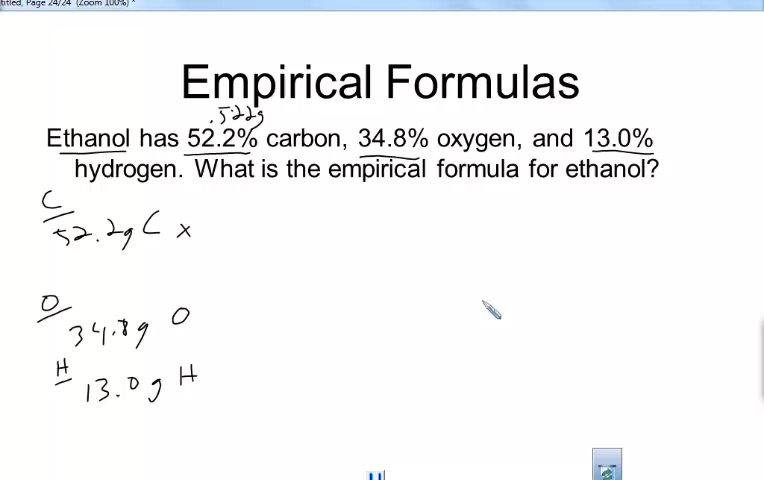 titled, Page 24/24 (Zoom 100%) *
Empirical Formulas
.522g
Ethanol has 52.2% carbon, 34.8% oxygen, and 13.0%
hydrogen. What is the empirical formula for ethanol?
C
52.2g C x
O
34.8g O
H
13.0g H